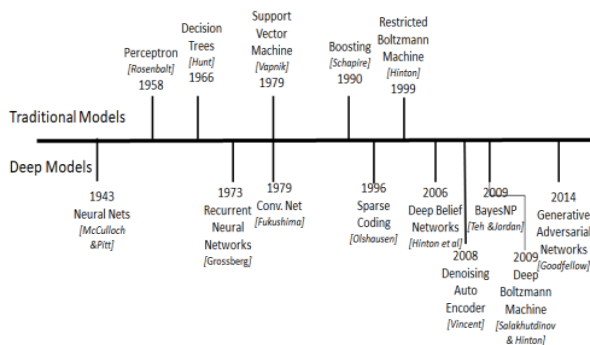 Perceptron
[Rosenbalt]
1958
Decision
Trees
[Hunt]
1966
Support
Vector
Machine
[Vapnik]
1979
Boosting
[Schapire]
1990
Restricted
Boltzmann
Machine
[Hinton]
1999
Traditional Models
Deep Models
1943
Neural Nets
[McCulloch
&Pitt]
1973
Recurrent
Neural
Networks
[Grossberg]
1979
Conv. Net
[Fukushima]
1996
Sparse
Coding
[Olshausen]
2006
Deep Belief
Networks
[Hinton et al]
2008
Denoising
Auto
Encoder
[Vincent]
2009
BayesNP
[Teh &Jordan]
2009
Deep
Boltzmann
Machine
[Salakhutdinov
& Hinton]
2014
Generative
Adversarial
Networks
[Goodfellow]